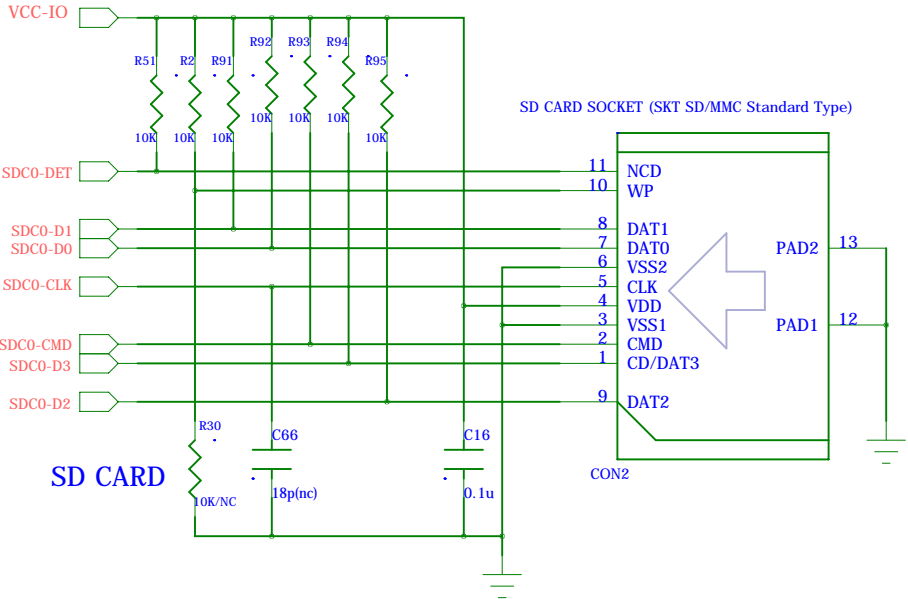 VCC-IO
R51
R2
R91
R92
R93
R94
R95
10K
10K
10K
10K
10K
10K
10K
SD CARD SOCKET (SKT SD/MMC Standard Type)
SDC0-DET
SDC0-D1
SDC0-D0
SDC0-CLK
SDC0-CMD
SDC0-D3
SDC0-D2
11 NCD
10 WP
8 DAT1
7 DAT0
6 VSS2
5 CLK
4 VDD
3 VSS1
2 CMD
1 CD/DAT3
9 DAT2
PAD2 13
PAD1 12
CON2
R30
10K/NC
C66
18p(nc)
C16
0.1u
SD CARD